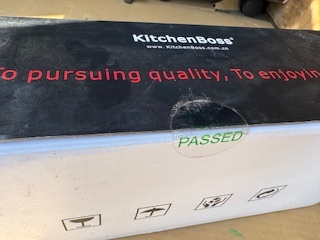 KitchenBoss®
www.KitchenBoss.com.cn
To pursuing quality, To enjoyin
PASSED